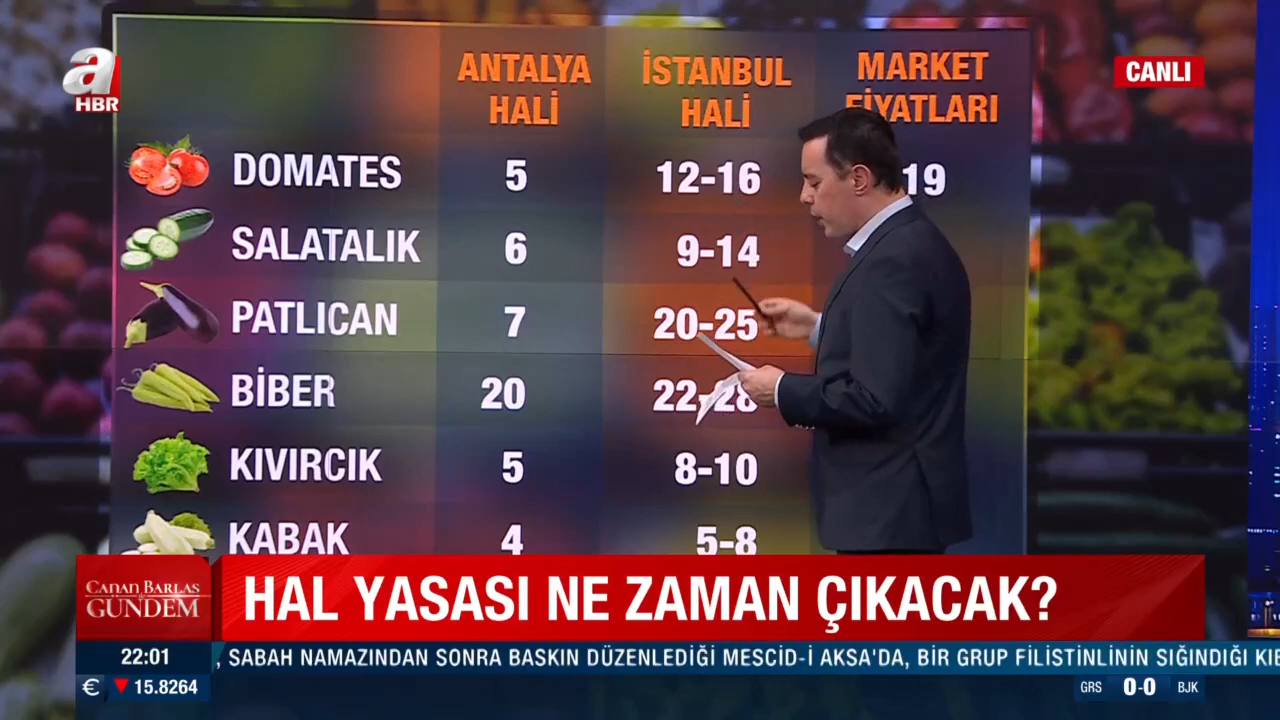 a
HBR
CANLI
ANTALYA HALİ
İSTANBUL HALİ
MARKET FİYATLARI
DOMATES 5 12-16 19
SALATALIK 6 9-14
PATLICAN 7 20-25
BİBER 20 22-28
KIVIRCIK 5 8-10
KABAK 4 5-8
CANAN BARLAS
ile
GÜNDEM
HAL YASASI NE ZAMAN ÇIKACAK?
22:01 , SABAH NAMAZINDAN SONRA BASKIN DÜZENLEDİĞİ MESCİD-İ AKSA'DA, BİR GRUP FİLİSTİNLİNİN SIĞINDIĞI
€ 15.8264
GRS 0-0 BJK